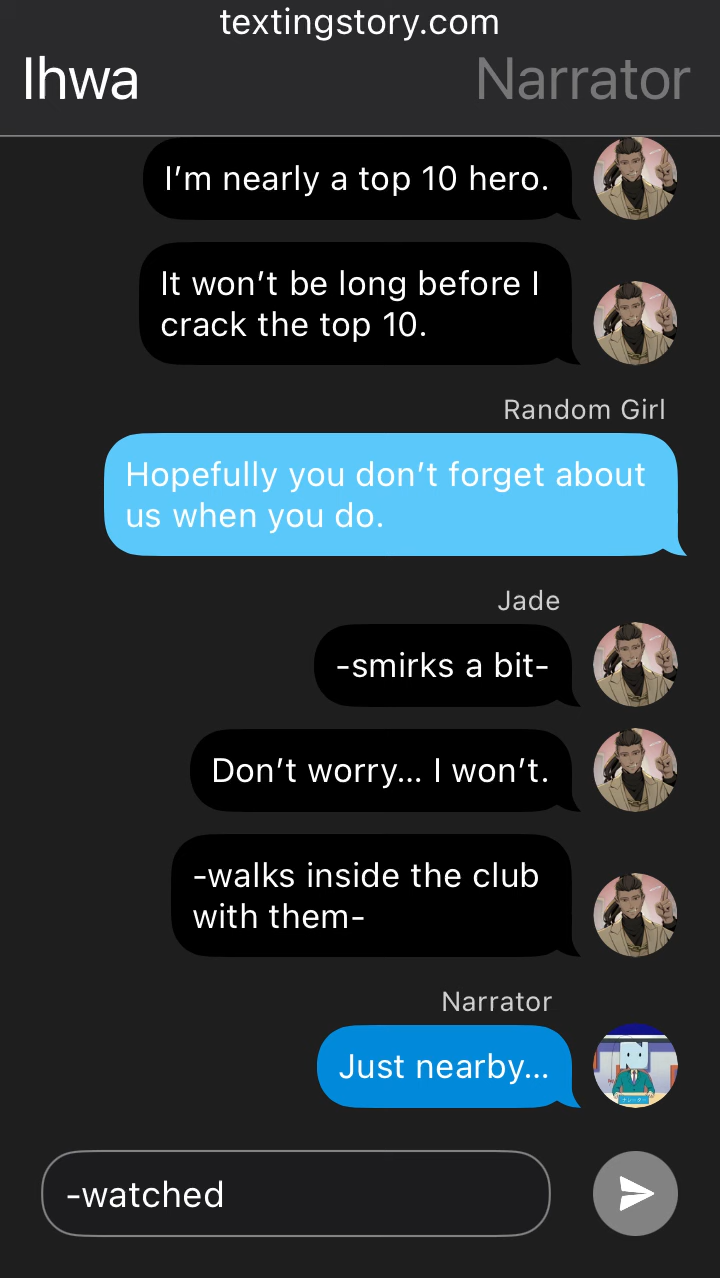 textingstory.com
Ihwa
Narrator
I’m nearly a top 10 hero.
It won’t be long before I
crack the top 10.
Random Girl
Hopefully you don’t forget about
us when you do.
Jade
-smirks a bit-
Don’t worry... I won’t.
-walks inside the club
with them-
Narrator
Just nearby...
N
-watched